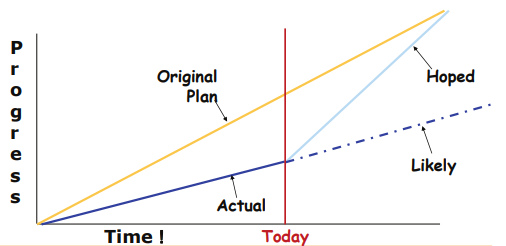 Progress
Original
Plan
Hoped
Likely
Actual
Time !
Today